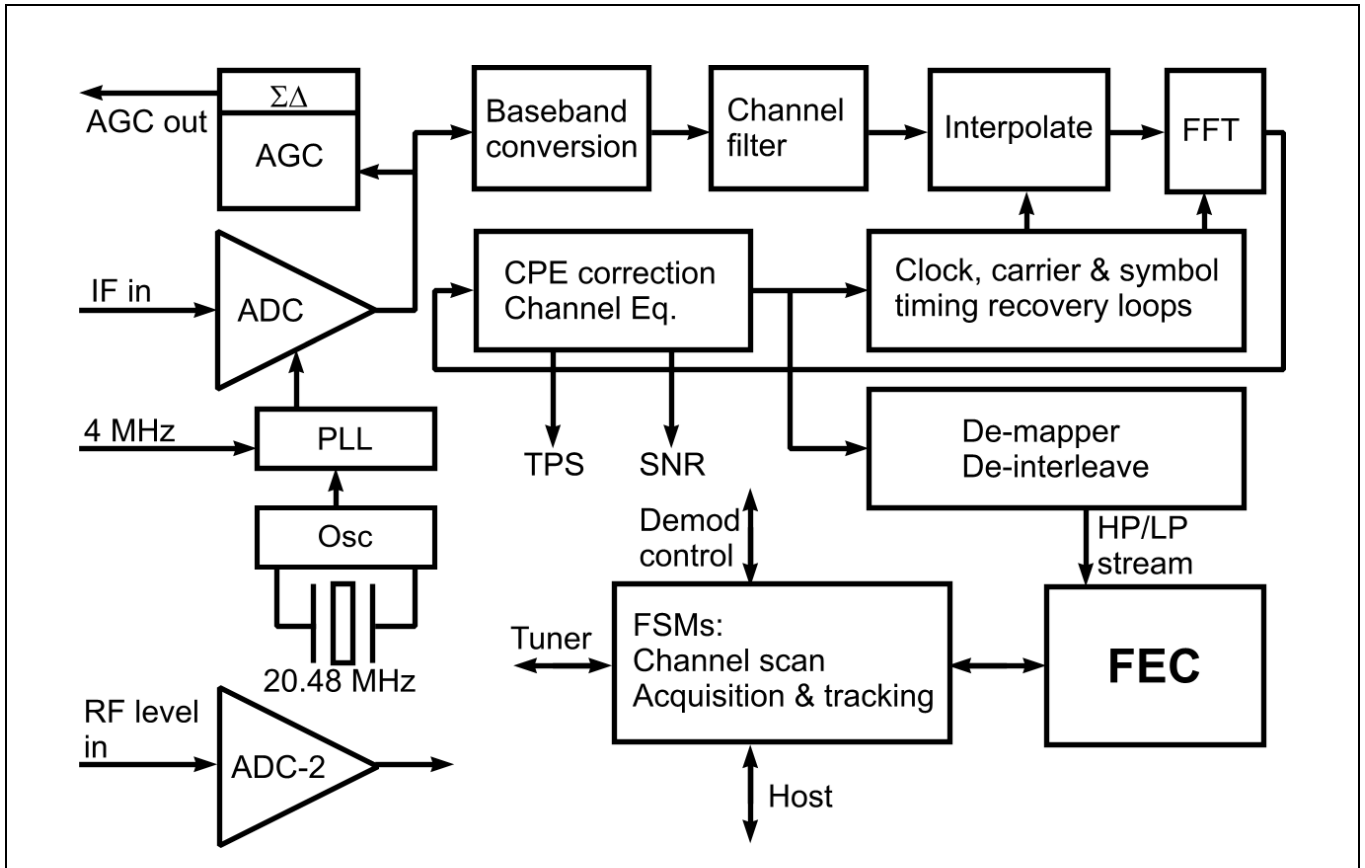 ΣΔ
AGC out
AGC
Baseband
conversion
Channel
filter
Interpolate
FFT
IF in
ADC
CPE correction
Channel Eq.
Clock, carrier & symbol
timing recovery loops
4 MHz
PLL
TPS
SNR
De-mapper
De-interleave
Osc
Demod
control
HP/LP
stream
20.48 MHz
Tuner
FSMs:
Channel scan
Acquisition & tracking
FEC
RF level
in
ADC-2
Host